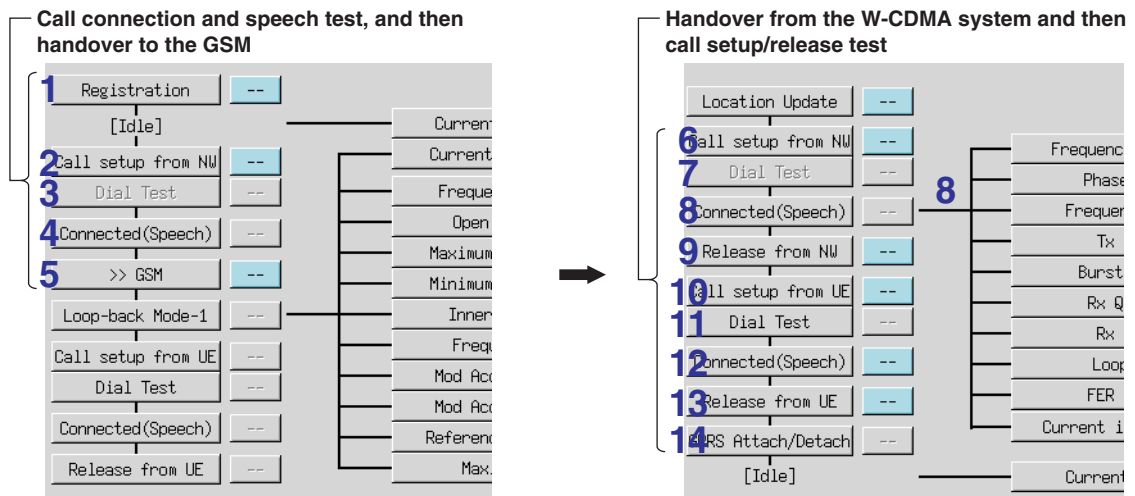 Call connection and speech test, and then
handover to the GSM
1 Registration --
[Idle]
2 Call setup from NW --
3 Dial Test --
4 Connected(Speech) --
5 >> GSM --
Loop-back Mode-1 --
Call setup from UE --
Dial Test --
Connected(Speech) --
Release from UE --
Current
Current
Freque
Open
Maximum
Minimum
Inner
Frequ
Mod Acc
Mod Acc
Referenc
Max.
Handover from the W-CDMA system and then
call setup/release test
Location Update --
6 Call setup from NW --
7 Dial Test --
8 Connected(Speech) --
9 Release from NW --
10 Call setup from UE --
11 Dial Test --
12 Connected(Speech) --
13 Release from UE --
14 GPRS Attach/Detach --
[Idle]
8
Frequenc
Phase
Frequen
Tx
Burst
Rx Q
Rx
Loop
FER
Current i
Current